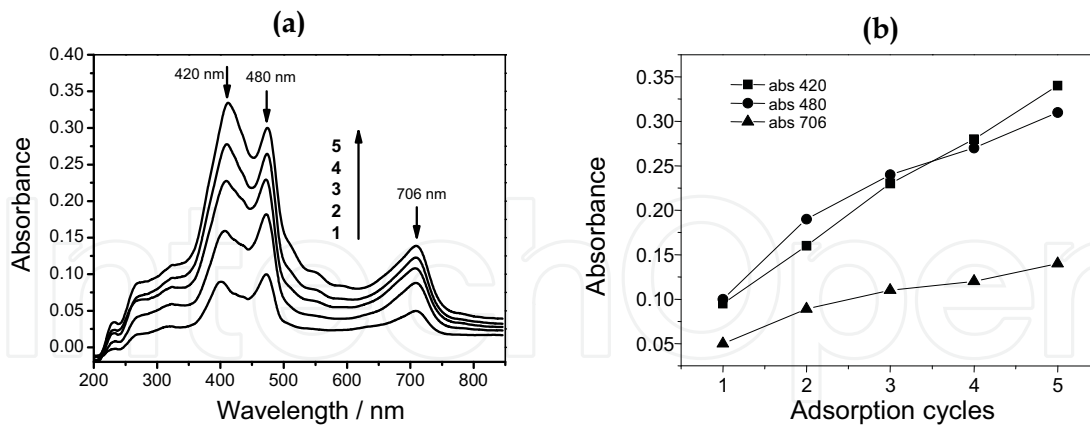 (a)
0.40
0.35
0.30
0.25
0.20
0.15
0.10
0.05
0.00
Absorbance
420 nm
480 nm
706 nm
5
4
3
2
1
200 300 400 500 600 700 800
Wavelength / nm
(b)
0.35
0.30
0.25
0.20
0.15
0.10
0.05
Absorbance
abs 420
abs 480
abs 706
1 2 3 4 5
Adsorption cycles
IntechOpen